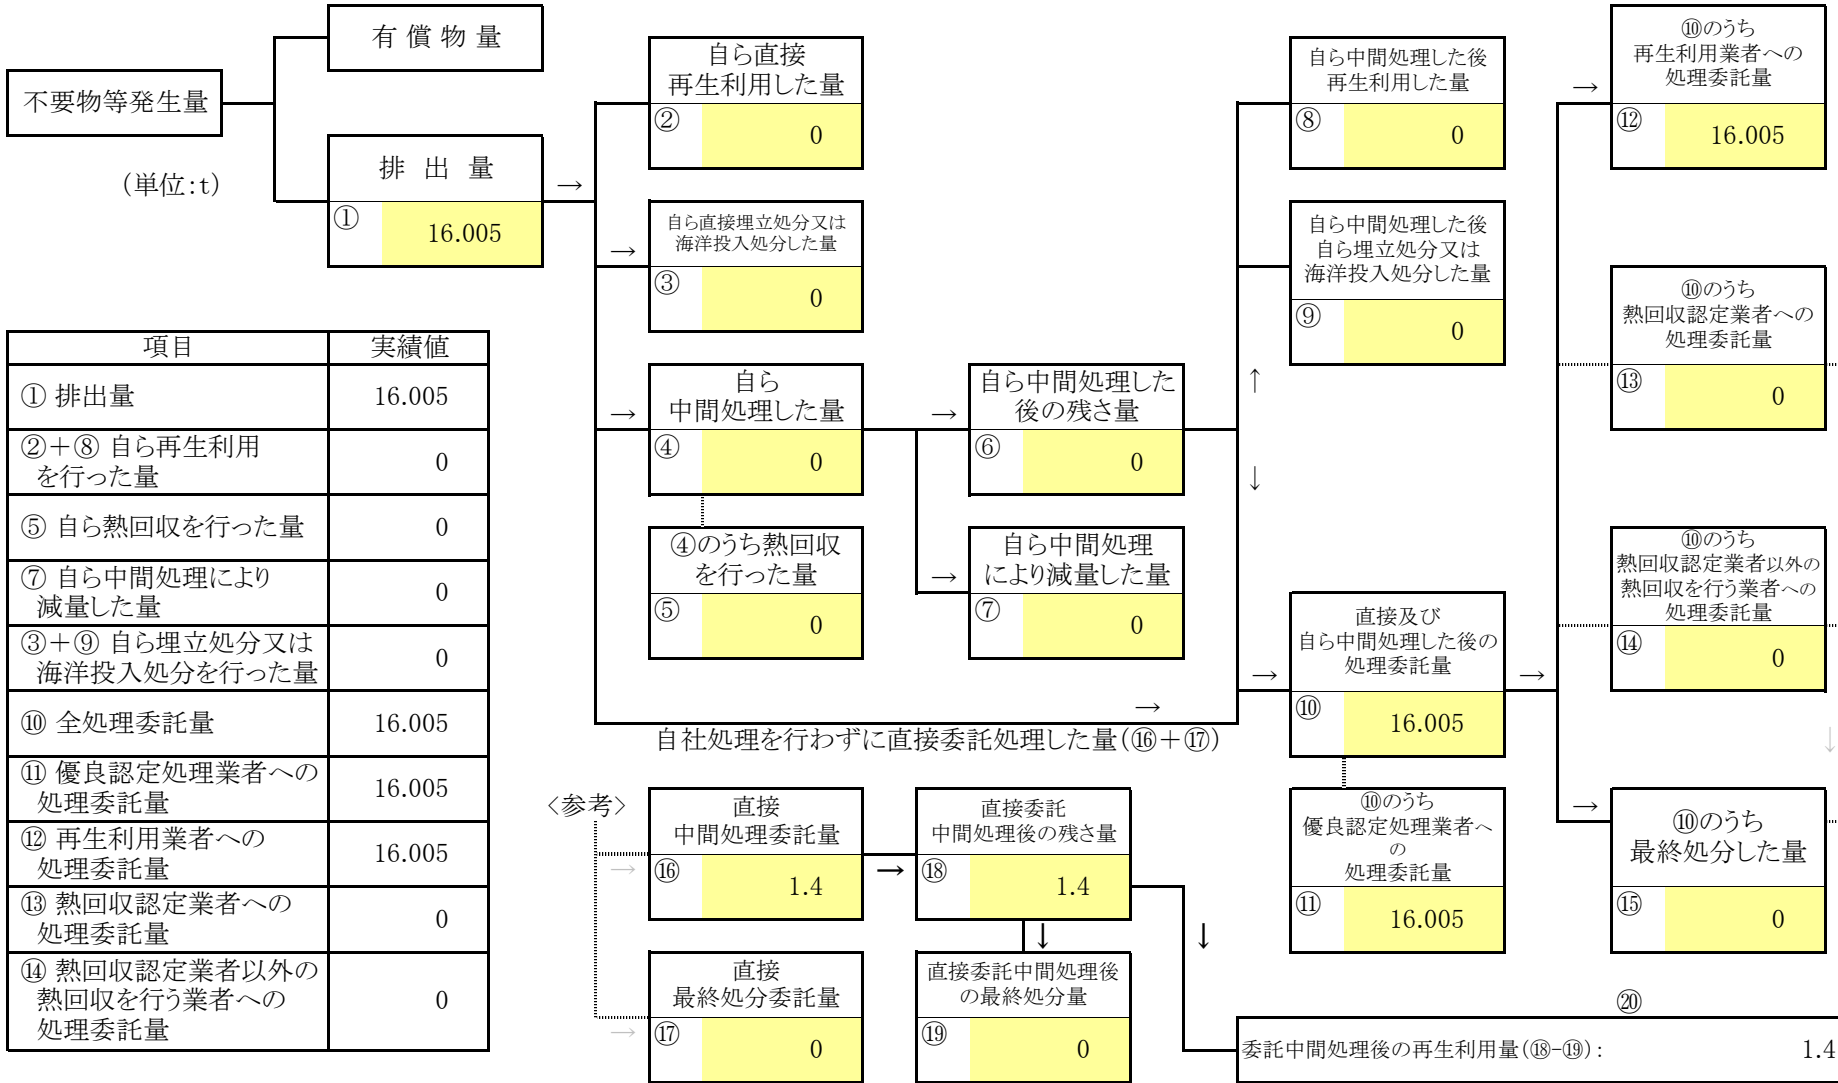 有 償 物 量
不要物等発生量
(単位:t)
排 出 量
→
①
16.005
自ら直接
再生利用した量
②
0
→
自ら直接埋立処分又は
海洋投入処分した量
③
0
→
自ら
中間処理した量
④
0
④のうち熱回収
を行った量
⑤
0
→
自ら中間処理した
後の残さ量
⑥
0
→
自ら中間処理
により減量した量
⑦
0
自ら中間処理した後
再生利用した量
⑧
0
自ら中間処理した後
自ら埋立処分又は
海洋投入処分した量
⑨
0
↑
↓
→
直接及び
自ら中間処理した後の
処理委託量
⑩
16.005
→
自社処理を行わずに直接委託処理した量(⑯+⑰)
⑩のうち
優良認定処理業者へ
の
処理委託量
⑪
16.005
→
→
⑩のうち
再生利用業者への
処理委託量
⑫
16.005
⑩のうち
熱回収認定業者への
処理委託量
⑬
0
⑩のうち
熱回収認定業者以外の
熱回収を行う業者への
処理委託量
⑭
0
↓
→
⑩のうち
最終処分した量
⑮
0
項目 実績値
① 排出量 16.005
②+⑧ 自ら再生利用
を行った量 0
⑤ 自ら熱回収を行った量 0
⑦ 自ら中間処理により
減量した量 0
③+⑨ 自ら埋立処分又は
海洋投入処分を行った量 0
⑩ 全処理委託量 16.005
⑪ 優良認定処理業者への
処理委託量 16.005
⑫ 再生利用業者への
処理委託量 16.005
⑬ 熱回収認定業者への
処理委託量 0
⑭ 熱回収認定業者以外の
熱回収を行う業者への
処理委託量 0
〈参考〉
→
直接
中間処理委託量
⑯
1.4
→
直接委託
中間処理後の残さ量
⑱
1.4
↓
↓
→
直接
最終処分委託量
⑰
0
直接委託中間処理後
の最終処分量
⑲
0
⑳
委託中間処理後の再生利用量(⑱-⑲): 1.4